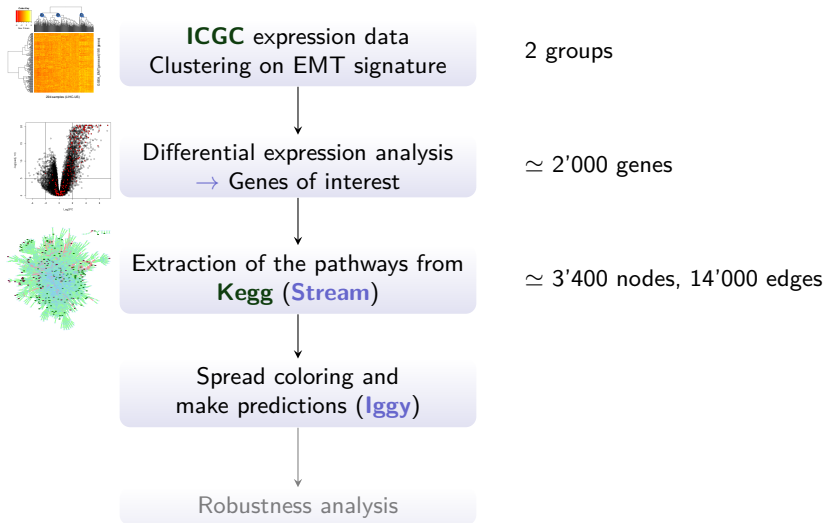 ICGC expression data
Clustering on EMT signature
2 groups
Differential expression analysis
→ Genes of interest
≃ 2'000 genes
Extraction of the pathways from
Kegg (Stream)
≃ 3'400 nodes, 14'000 edges
Spread coloring and
make predictions (Iggy)
Robustness analysis